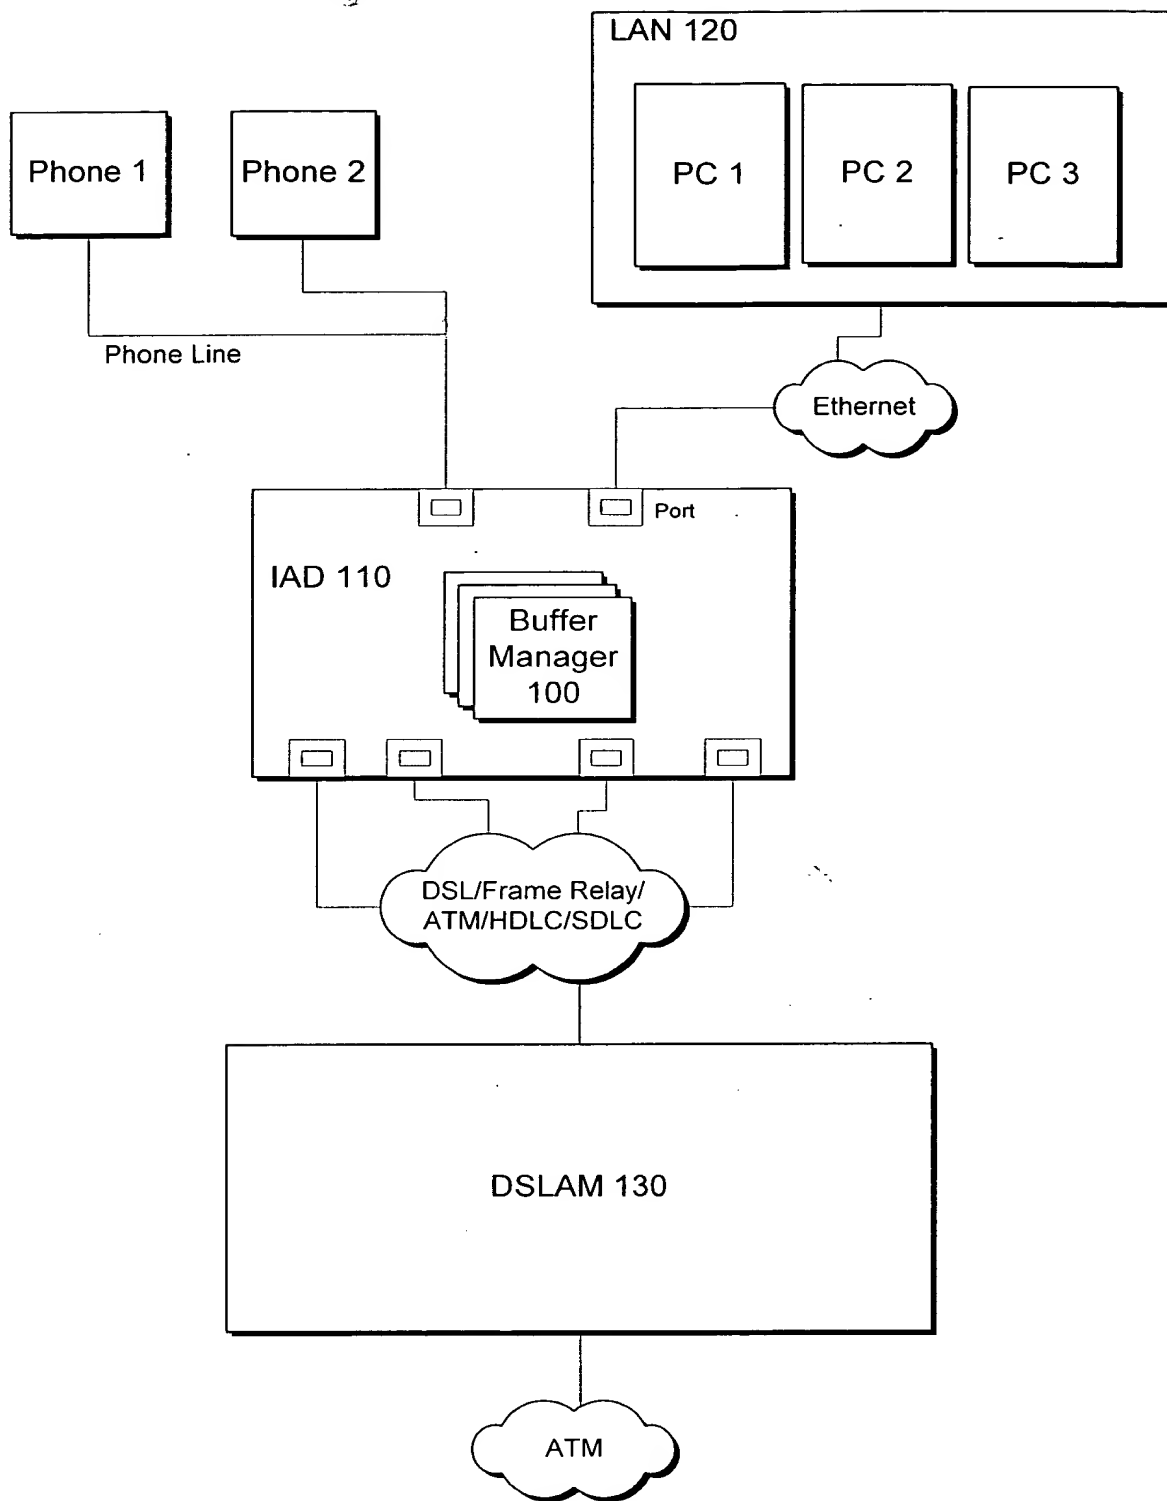 LAN 120
Phone 1
Phone 2
PC 1
PC 2
PC 3
Phone Line
Ethernet
Port
IAD 110
Buffer
Manager
100
DSL/Frame Relay/
ATM/HDLC/SDLC
DSLAM 130
ATM